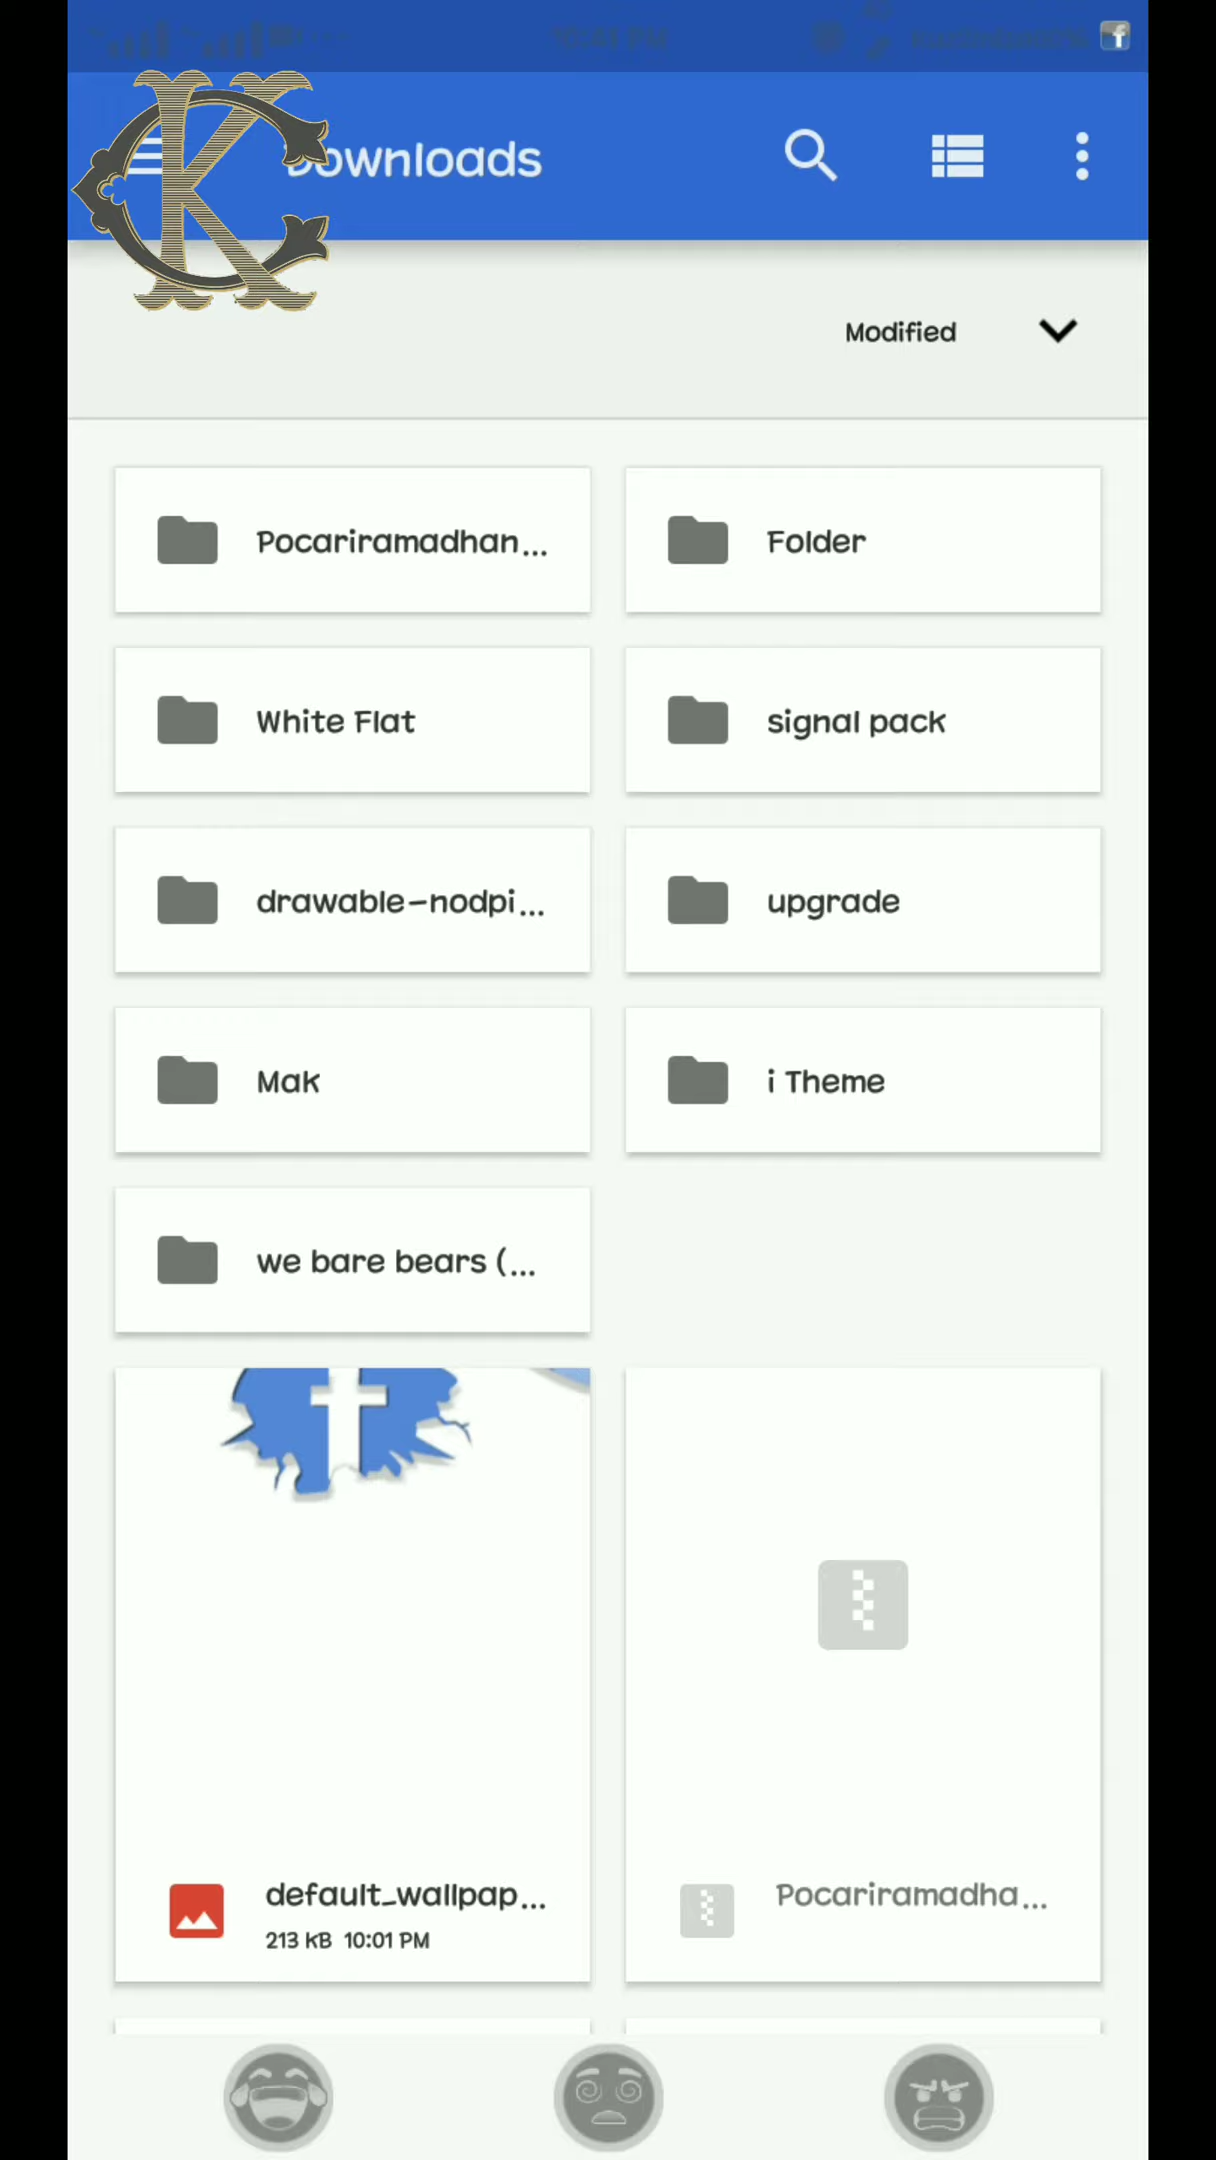 Downloads
Modified
Pocariramadhan...
Folder
White Flat
signal pack
drawable-nodpi...
upgrade
Mak
i Theme
we bare bears (...
default_wallpap...
213 KB 10:01 PM
Pocariramadha...